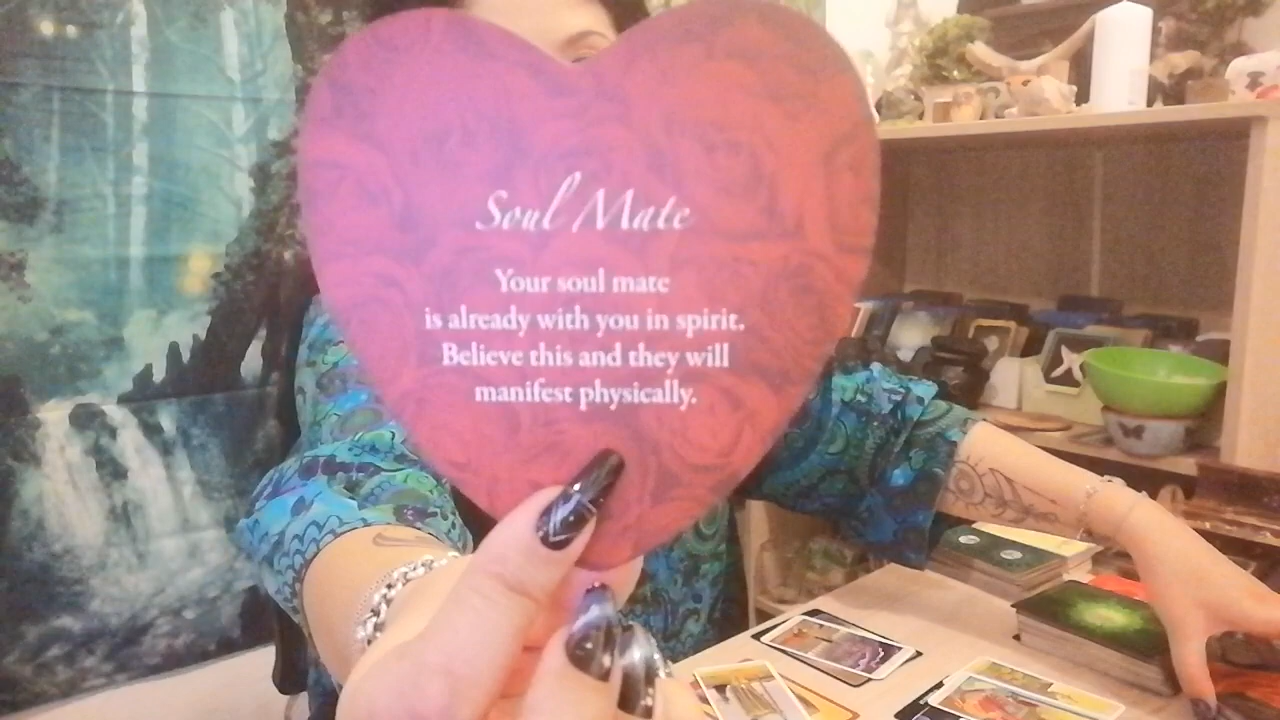 Soul Mate
Your soul mate
is already with you in spirit.
Believe this and they will
manifest physically.